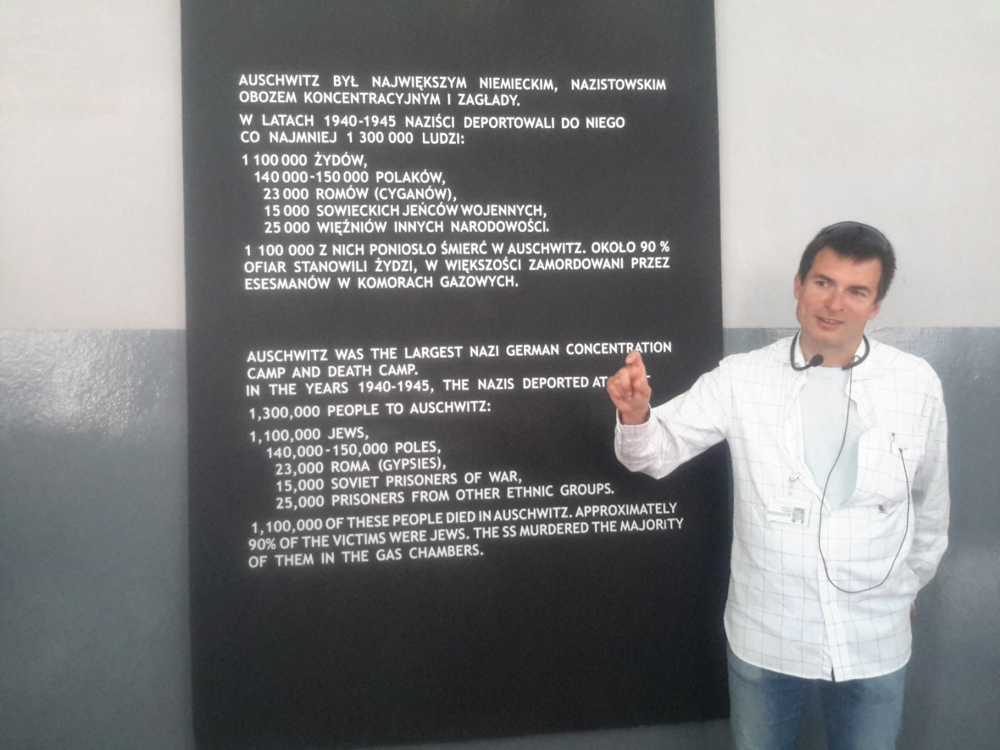 AUSCHWITZ BYŁ NAJWIĘKSZYM NIEMIECKIM, NAZISTOWSKIM
OBOZEM KONCENTRACYJNYM I ZAGŁADY.
W LATACH 1940-1945 NAZIŚCI DEPORTOWALI DO NIEGO
CO NAJMNIEJ 1 300 000 LUDZI:
1 100 000 ŻYDÓW,
140 000-150 000 POLAKÓW,
23 000 ROMÓW (CYGANÓW),
15 000 SOWIECKICH JEŃCÓW WOJENNYCH,
25 000 WIĘŹNIÓW INNYCH NARODOWOŚCI.
1 100 000 Z NICH PONIOSŁO ŚMIERĆ W AUSCHWITZ. OKOŁO 90 %
OFIAR STANOWILI ŻYDZI, W WIĘKSZOŚCI ZAMORDOWANI PRZEZ
ESESMANÓW W KOMORACH GAZOWYCH.
AUSCHWITZ WAS THE LARGEST NAZI GERMAN CONCENTRATION
CAMP AND DEATH CAMP.
IN THE YEARS 1940-1945, THE NAZIS DEPORTED AT
1,300,000 PEOPLE TO AUSCHWITZ:
1,100,000 JEWS,
140,000-150,000 POLES,
23,000 ROMA (GYPSIES),
15,000 SOVIET PRISONERS OF WAR,
25,000 PRISONERS FROM OTHER ETHNIC GROUPS.
1,100,000 OF THESE PEOPLE DIED IN AUSCHWITZ. APPROXIMATELY
90% OF THE VICTIMS WERE JEWS. THE SS MURDERED THE MAJORITY
OF THEM IN THE GAS CHAMBERS.